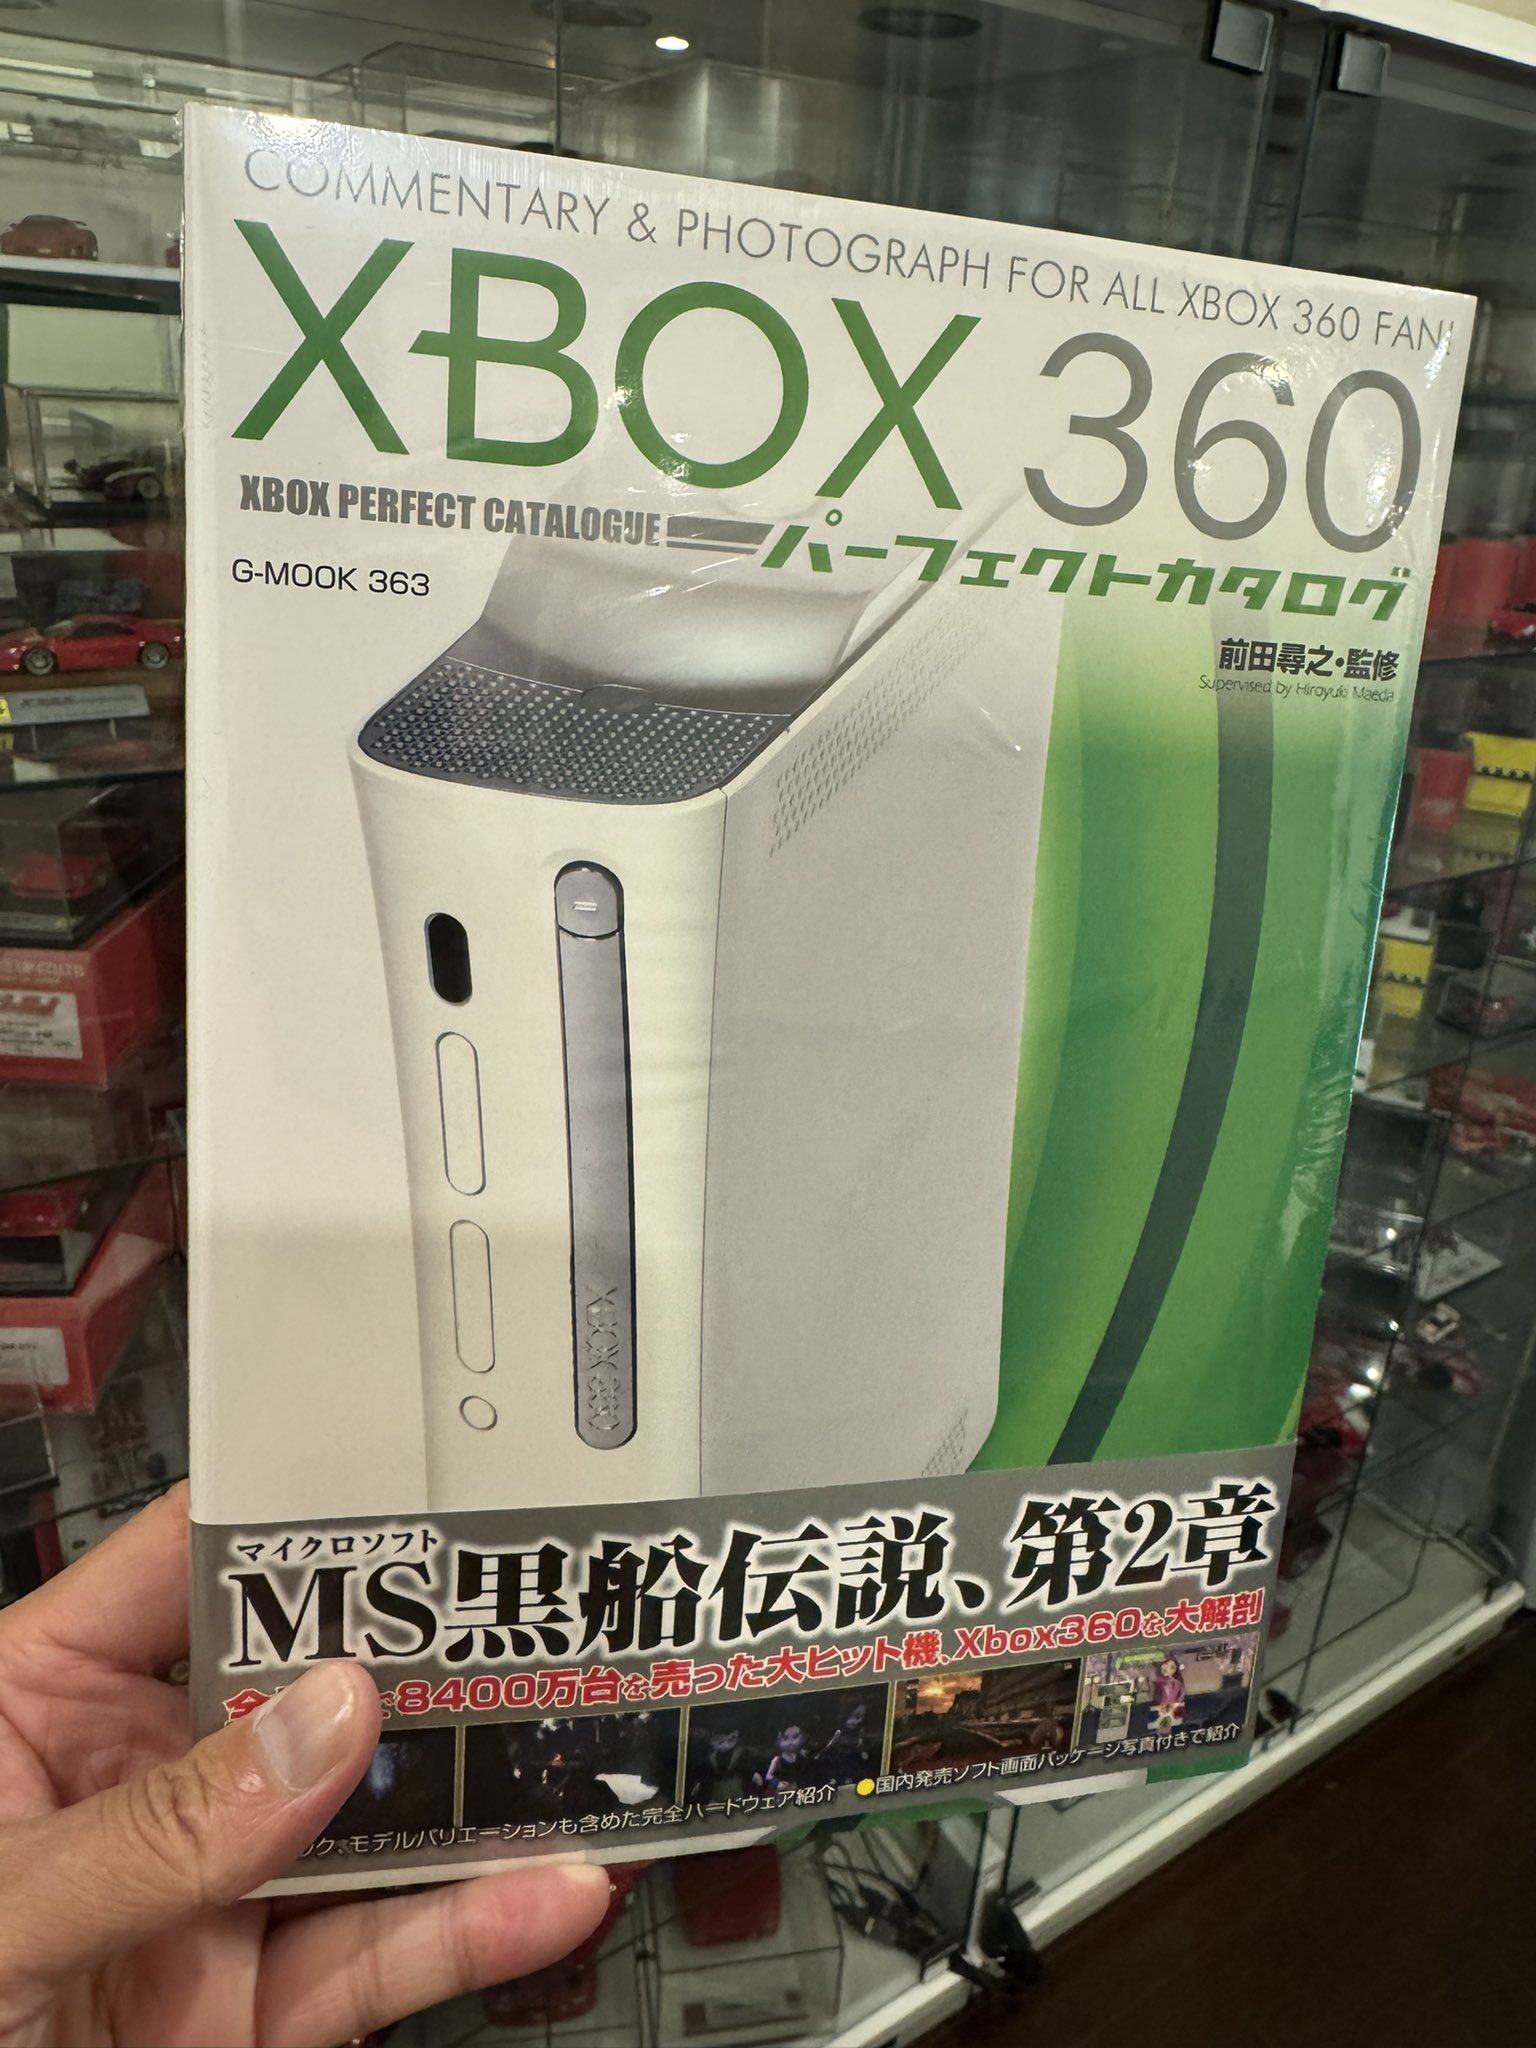 COMMENTARY & PHOTOGRAPH FOR ALL XBOX 360 FAN!
XBOX 360
XBOX PERFECT CATALOGUE
パーフェクトカタログ
G-MOOK 363
前田尋之・監修
Supervised by Hiroyuki Maeda
XBOX 360
マイクロソフト
MS黒船伝説、第2章
全 で8400万台を売った大ヒット機、Xbox360を大解剖
ック、モデルバリエーションも含めた完全ハードウェア紹介 ●国内発売ソフト画面パッケージ写真付きで紹介